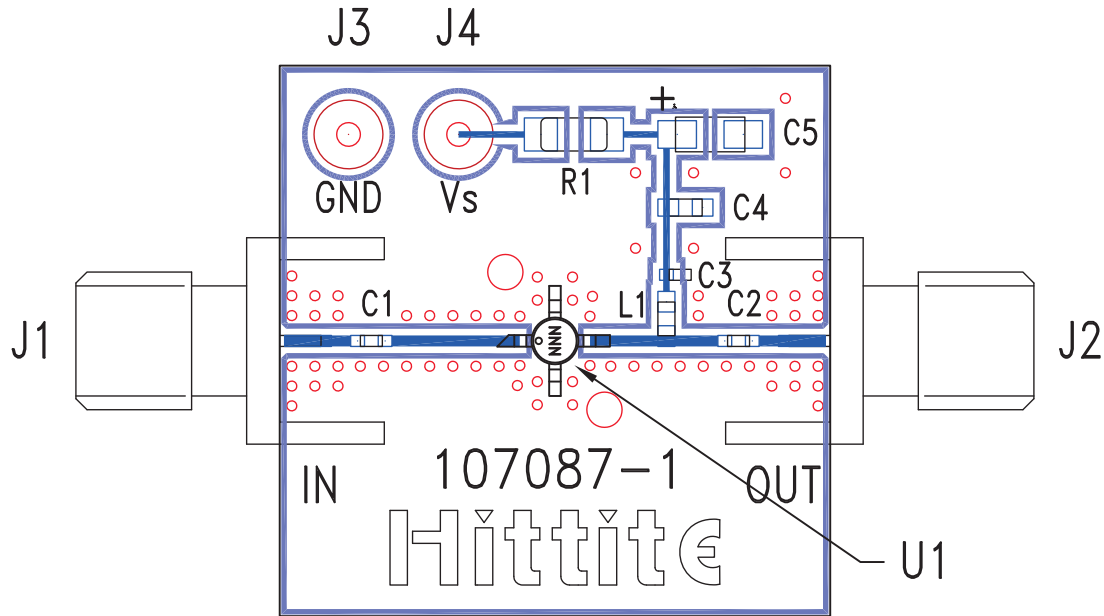 J3 J4
+
C5
GND Vs R1
C4
C3
C1 L1 C2
J1 NNN J2
107087-1
IN OUT
Hittite
U1